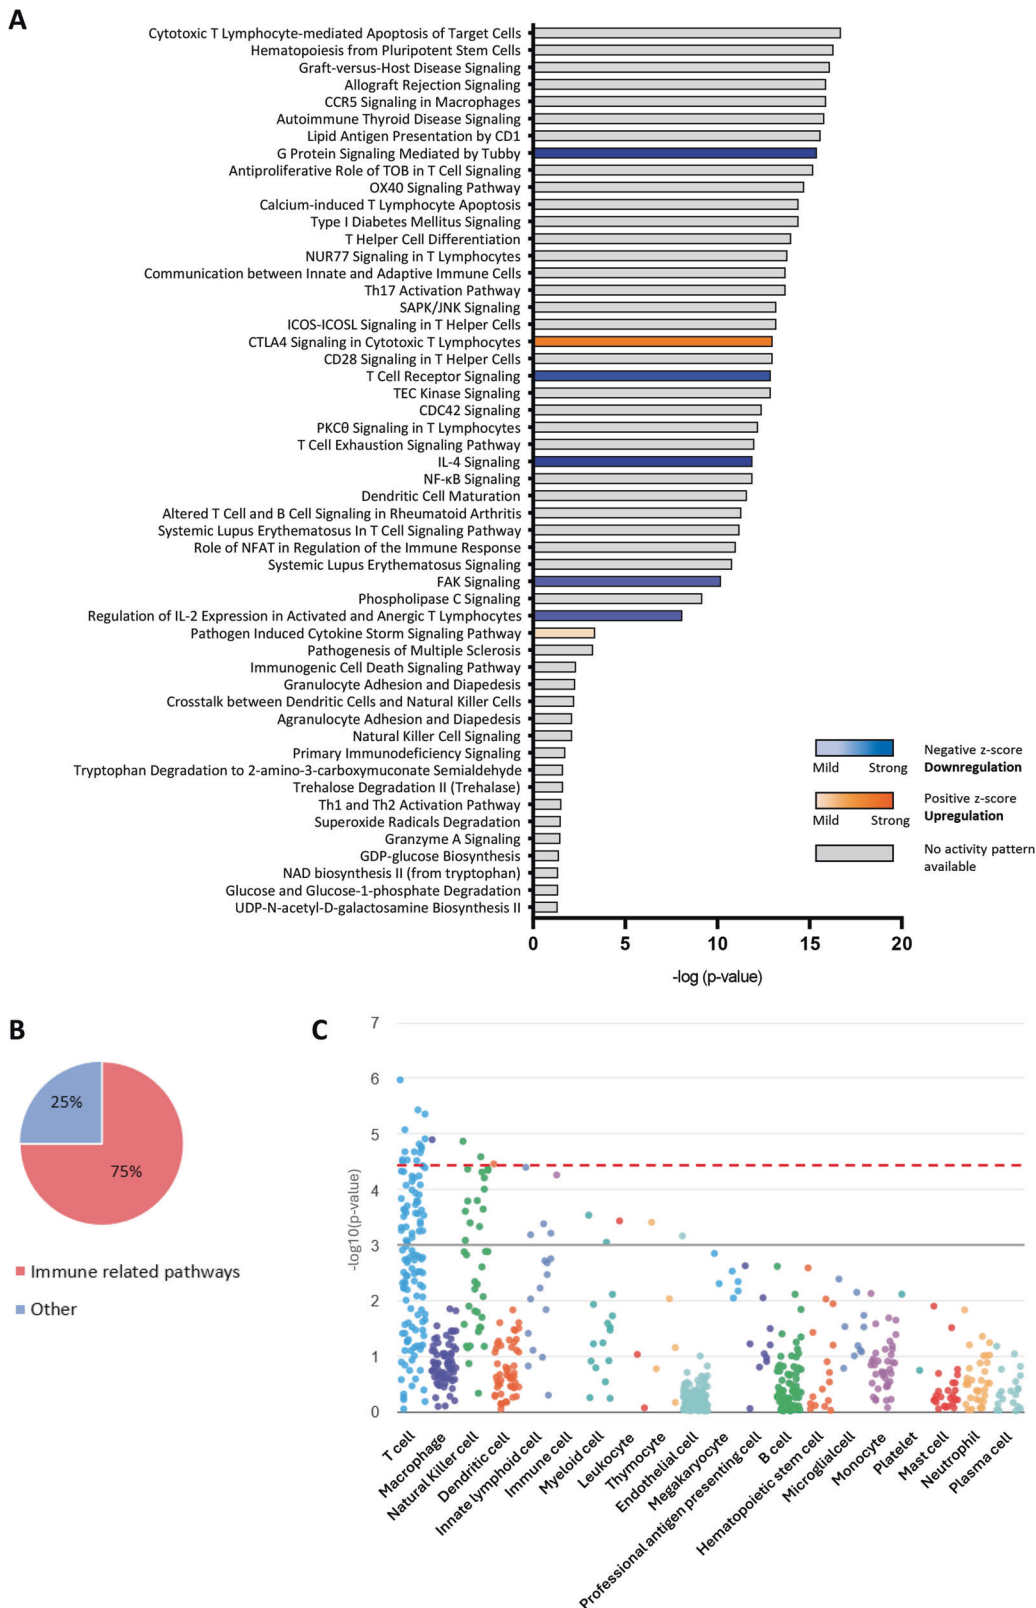 A
Cytotoxic T Lymphocyte-mediated Apoptosis of Target Cells
Hematopoiesis from Pluripotent Stem Cells
Graft-versus-Host Disease Signaling
Allograft Rejection Signaling
CCR5 Signaling in Macrophages
Autoimmune Thyroid Disease Signaling
Lipid Antigen Presentation by CD1
G Protein Signaling Mediated by Tubby
Antiproliferative Role of TOB in T Cell Signaling
OX40 Signaling Pathway
Calcium-induced T Lymphocyte Apoptosis
Type I Diabetes Mellitus Signaling
T Helper Cell Differentiation
NUR77 Signaling in T Lymphocytes
Communication between Innate and Adaptive Immune Cells
Th17 Activation Pathway
SAPK/JNK Signaling
ICOS-ICOSL Signaling in T Helper Cells
CTLA4 Signaling in Cytotoxic T Lymphocytes
CD28 Signaling in T Helper Cells
T Cell Receptor Signaling
TEC Kinase Signaling
CDC42 Signaling
PKCθ Signaling in T Lymphocytes
T Cell Exhaustion Signaling Pathway
IL-4 Signaling
NF-κB Signaling
Dendritic Cell Maturation
Altered T Cell and B Cell Signaling in Rheumatoid Arthritis
Systemic Lupus Erythematosus In T Cell Signaling Pathway
Role of NFAT in Regulation of the Immune Response
Systemic Lupus Erythematosus Signaling
FAK Signaling
Phospholipase C Signaling
Regulation of IL-2 Expression in Activated and Anergic T Lymphocytes
Pathogen Induced Cytokine Storm Signaling Pathway
Pathogenesis of Multiple Sclerosis
Immunogenic Cell Death Signaling Pathway
Granulocyte Adhesion and Diapedesis
Crosstalk between Dendritic Cells and Natural Killer Cells
Agranulocyte Adhesion and Diapedesis
Natural Killer Cell Signaling
Primary Immunodeficiency Signaling
Tryptophan Degradation to 2-amino-3-carboxymuconate Semialdehyde
Trehalose Degradation II (Trehalase)
Th1 and Th2 Activation Pathway
Superoxide Radicals Degradation
Granzyme A Signaling
GDP-glucose Biosynthesis
NAD biosynthesis II (from tryptophan)
Glucose and Glucose-1-phosphate Degradation
UDP-N-acetyl-D-galactosamine Biosynthesis II
0 5 10 15 20
-log (p-value)
Negative z-score
Mild Strong Downregulation
Positive z-score
Mild Strong Upregulation
No activity pattern
available
B
25%
75%
Immune related pathways
Other
C
7
6
5
4
3
2
1
0
-log10(p-value)
T cell
Macrophage
Natural Killer cell
Dendritic cell
Innate lymphoid cell
Immune cell
Myeloid cell
Leukocyte
Thymocyte
Endothelial cell
Megakaryocyte
Professional antigen presenting cell
B cell
Hematopoietic stem cell
Microglial cell
Monocyte
Platelet
Mast cell
Neutrophil
Plasma cell